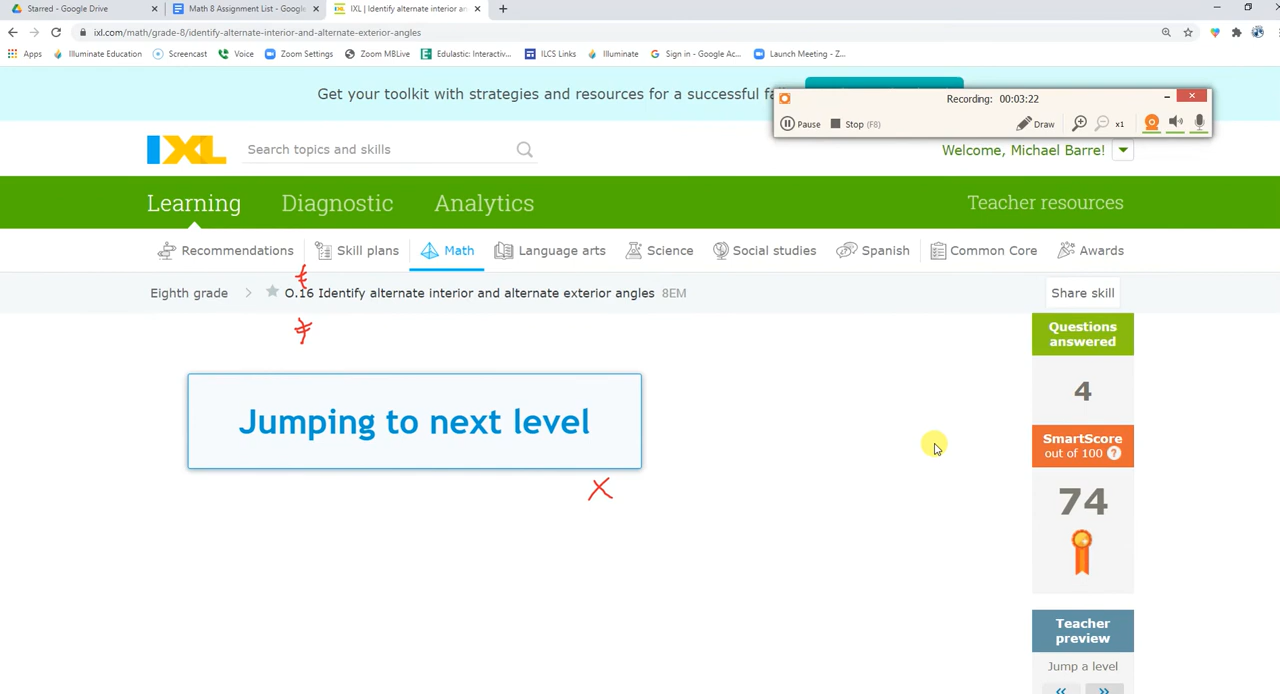 Starred - Google Drive
Math 8 Assignment List - Google
IXL | Identify alternate interior an
ixl.com/math/grade-8/identify-alternate-interior-and-alternate-exterior-angles
Apps Illuminate Education Screencast Voice Zoom Settings Zoom MBLive Edulastic Interactiv... ILCS Links Illuminate Sign in - Google Ac... Launch Meeting - Z...
Get your toolkit with strategies and resources for a successful fa
Recording: 00:03:22
Pause Stop (F8) Draw x1
IXL
Search topics and skills
Welcome, Michael Barre!
Learning Diagnostic Analytics Teacher resources
Recommendations Skill plans Math Language arts Science Social studies Spanish Common Core Awards
Eighth grade > O.16 Identify alternate interior and alternate exterior angles 8EM
Share skill
Questions
answered
4
Jumping to next level
SmartScore
out of 100 ?
74
X
Teacher
preview
Jump a level